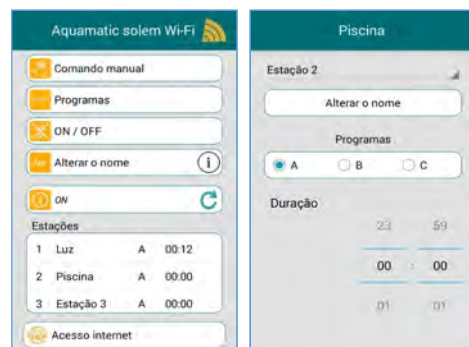 Aquamatic solem Wi-Fi
Comando manual
Programas
ON / OFF
Alterar o nome
ON
Estações
1 Luz A 00:12
2 Piscina A 00:00
3 Estação 3 A 00:00
Acesso internet
Piscina
Estação 2
Alterar o nome
Programas
A B C
Duração
23 59
00 : 00
01 01